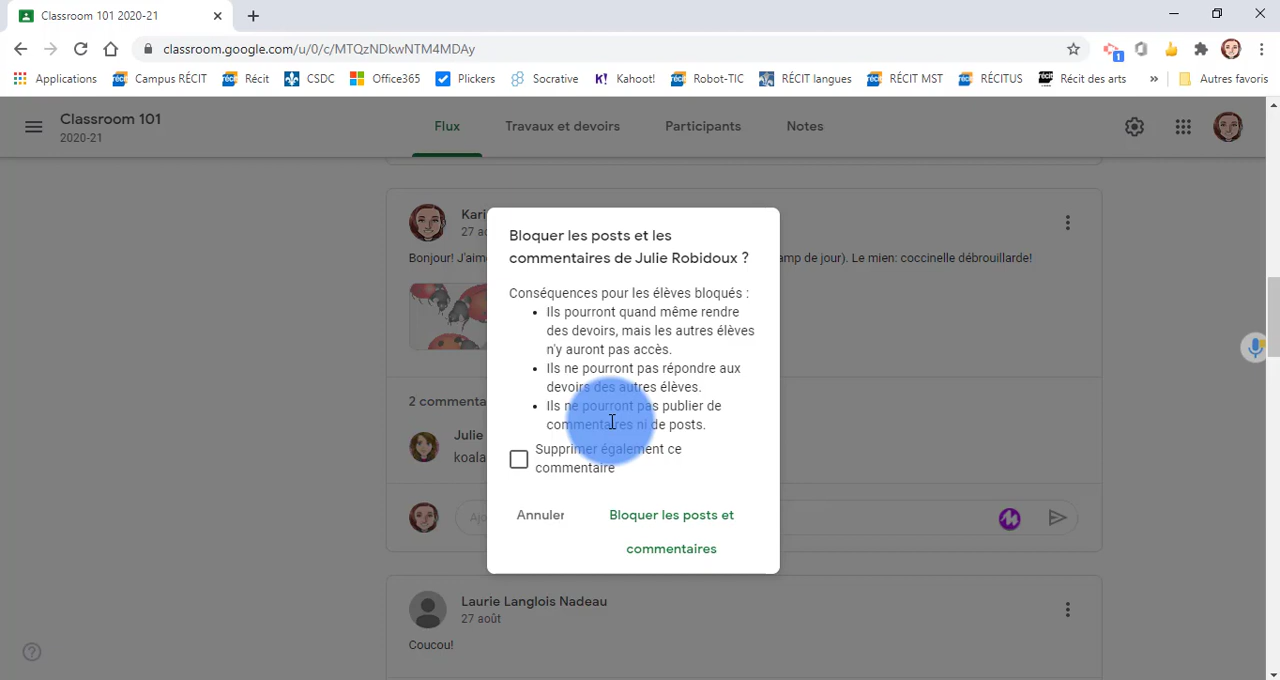 Classroom 101 2020-21
classroom.google.com/u/0/c/MTQzNDkwNTM4MDAy
1
Applications Campus RÉCIT Récit CSDC Office365 Plickers Socrative K! Kahoot! Robot-TIC RÉCIT langues RÉCIT MST RÉCITUS Récit des arts » Autres favoris
Classroom 101
2020-21
Flux Travaux et devoirs Participants Notes
Kari
27 ao
Bonjour! J'aime
amp de jour). Le mien: coccinelle débrouillarde!
Bloquer les posts et les
commentaires de Julie Robidoux ?
Conséquences pour les élèves bloqués :
• Ils pourront quand même rendre
des devoirs, mais les autres élèves
n'y auront pas accès.
• Ils ne pourront pas répondre aux
devoirs des autres élèves.
• Ils ne pourront pas publier de
commentaires ni de posts.
Supprimer également ce
commentaire
Annuler
Bloquer les posts et
commentaires
2 commenta
Julie
koala
Ajo
Laurie Langlois Nadeau
27 août
Coucou!